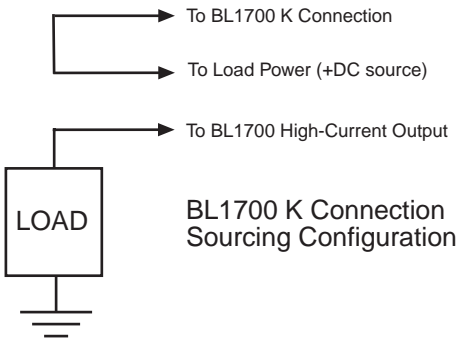 To BL1700 K Connection
To Load Power (+DC source)
To BL1700 High-Current Output
LOAD
BL1700 K Connection
Sourcing Configuration